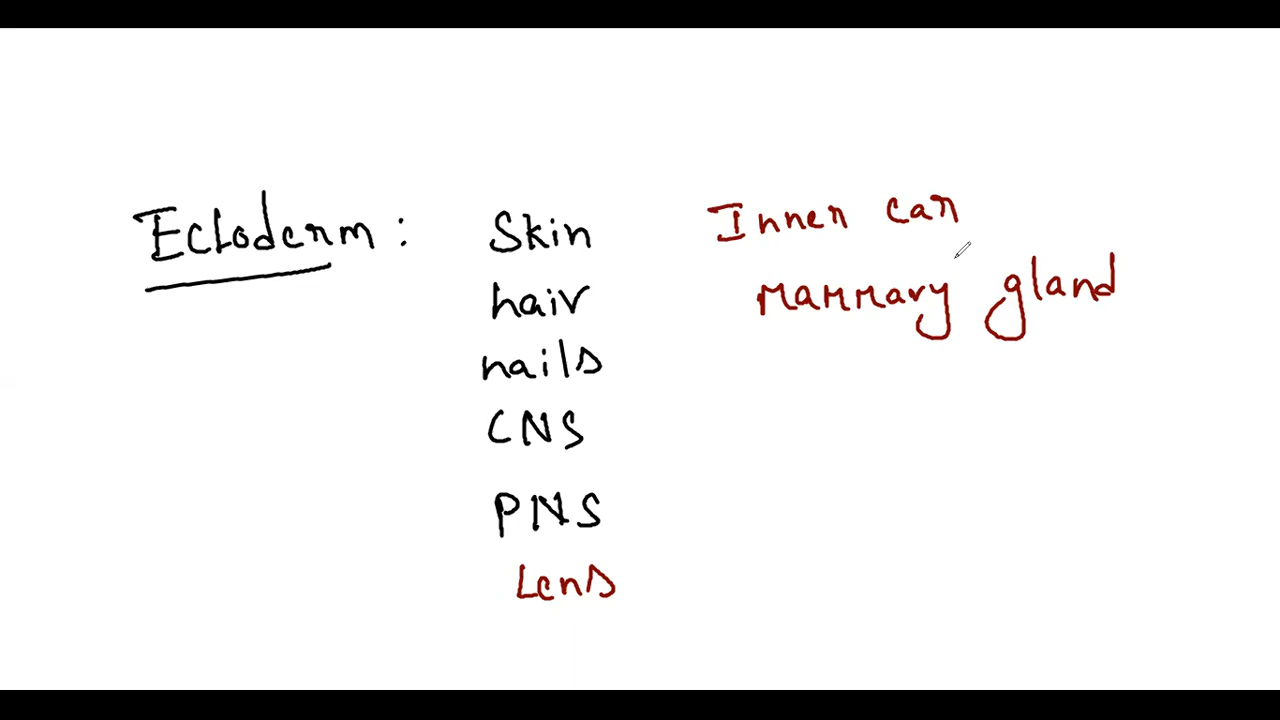 Ectoderm : Skin
hair
nails
CNS
PNS
Lens
Inner ear
Mammary gland